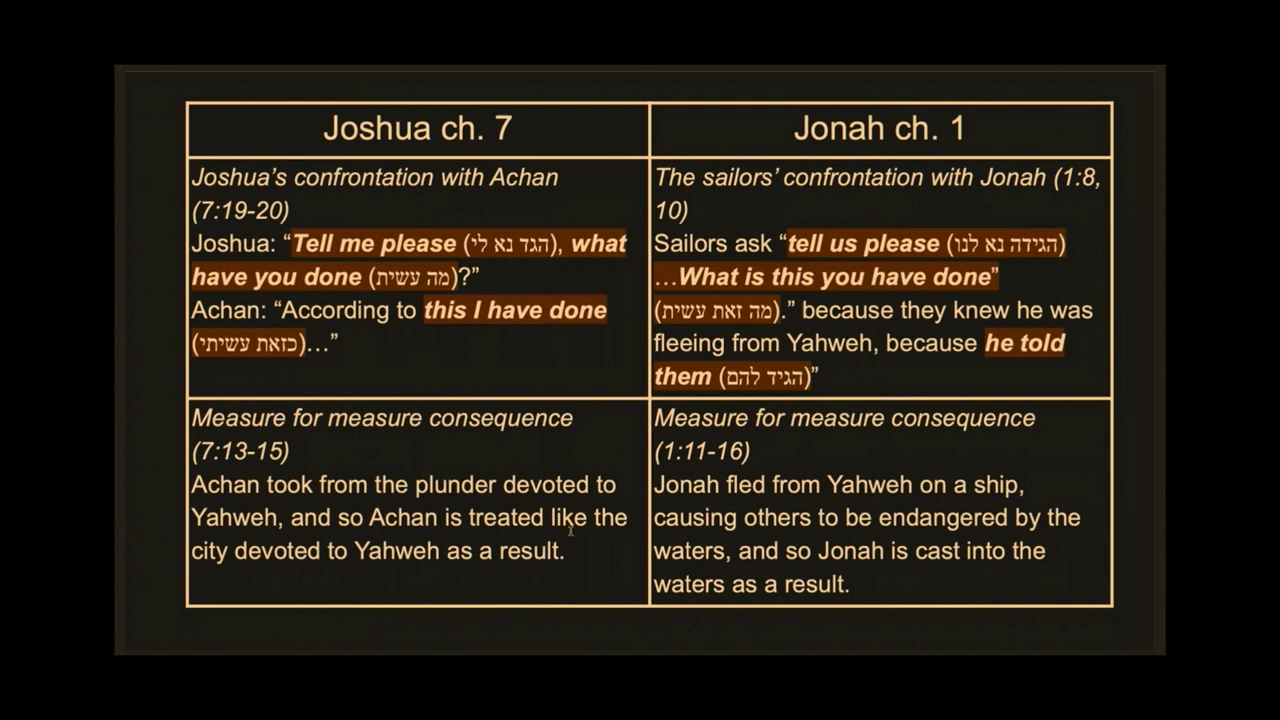 Joshua ch. 7
Joshua’s confrontation with Achan
(7:19-20)
Joshua: “Tell me please (הגד נא לי), what
have you done (מה עשית)?”
Achan: “According to this I have done
(כזאת עשיתי)…”
Jonah ch. 1
The sailors’ confrontation with Jonah (1:8,
10)
Sailors ask “tell us please (הגידה נא לנו)
…What is this you have done”
(מה זאת עשית).” because they knew he was
fleeing from Yahweh, because he told
them (הגיד להם)”
Measure for measure consequence
(7:13-15)
Achan took from the plunder devoted to
Yahweh, and so Achan is treated like the
city devoted to Yahweh as a result.
Measure for measure consequence
(1:11-16)
Jonah fled from Yahweh on a ship,
causing others to be endangered by the
waters, and so Jonah is cast into the
waters as a result.